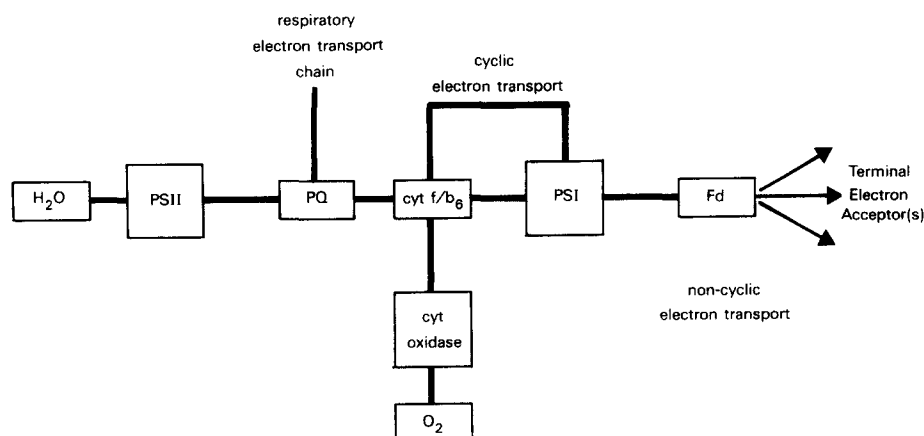 respiratory
electron transport
chain
cyclic
electron transport
H₂O
PSII
PQ
cyt f/b₆
PSI
Fd
Terminal
Electron
Acceptor(s)
non-cyclic
electron transport
cyt
oxidase
O₂